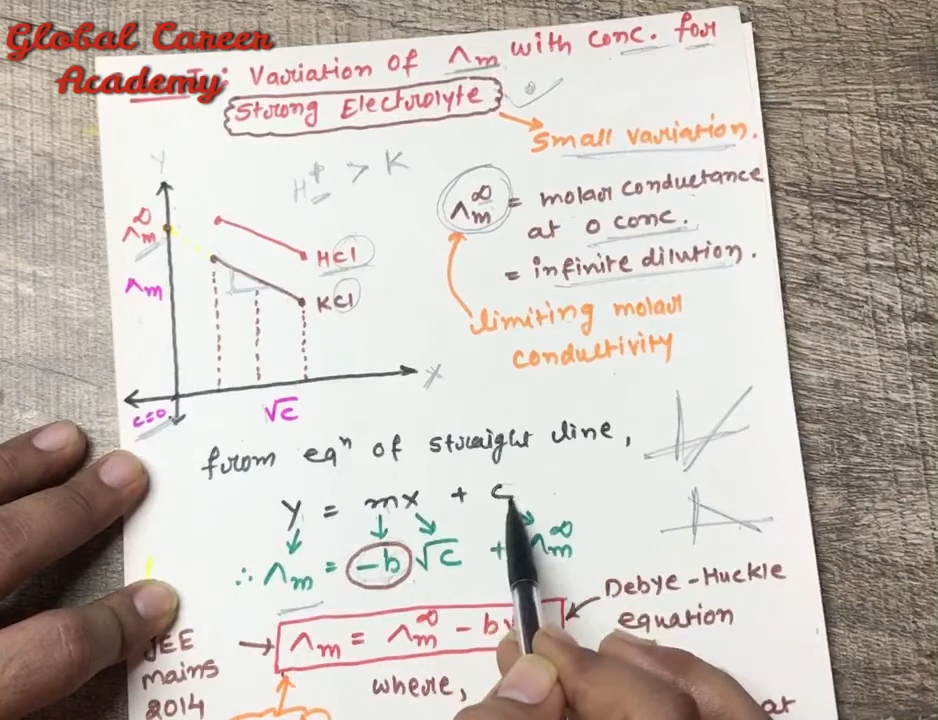 Global Career
Academy
: Variation of Λm with conc. for
Strong Electrolyte
Small variation.
H+ > K
Y
Λm∞
Λm
HCl
KCl
X
c=0
√c
Λm∞ = molar conductance
at 0 conc.
= infinite dilution.
limiting molar
conductivity
from eqn of straight line,
Y = mx + c
∴ Λm = -b √c + Λm∞
Λm = Λm∞ - b
Debye-Huckle
equation
JEE
mains
2014
where,
at